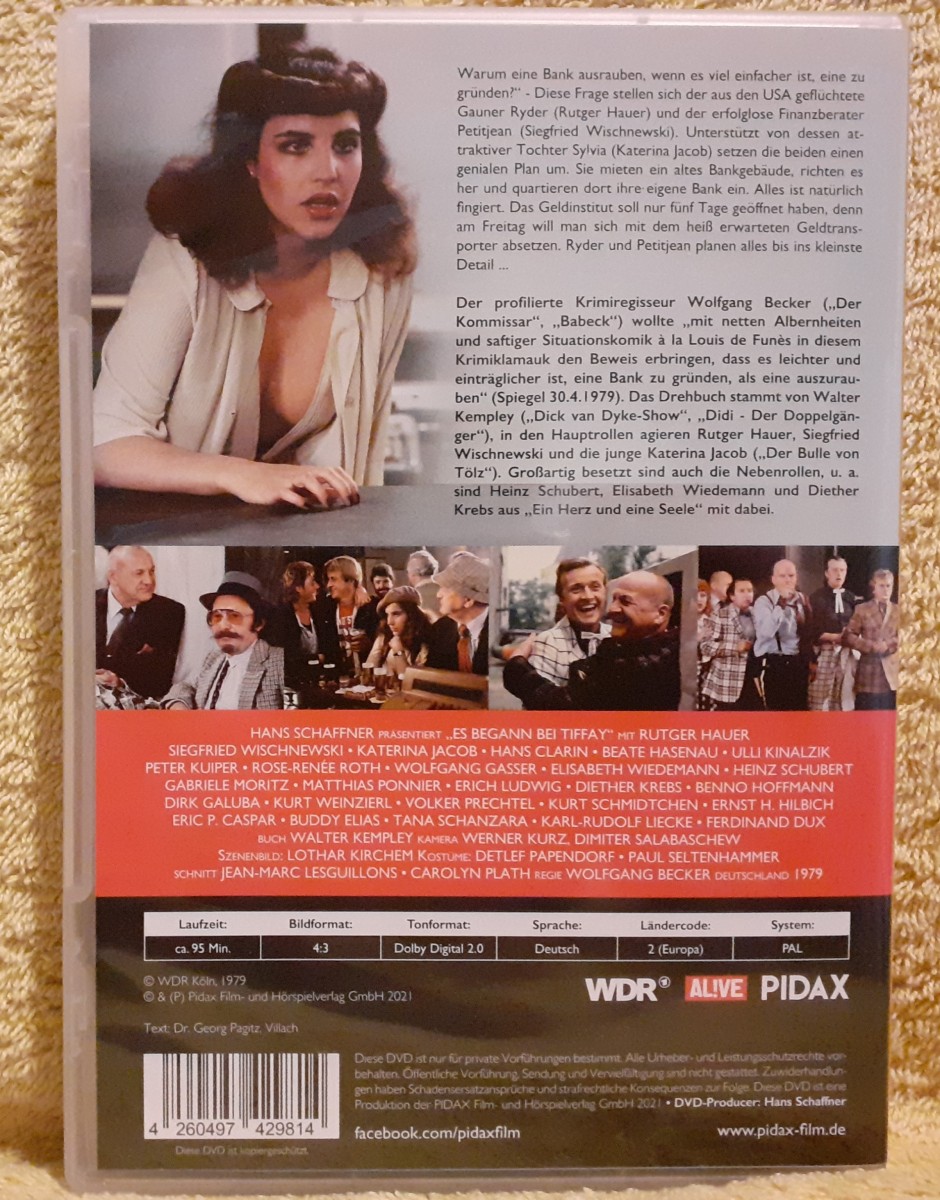 Warum eine Bank ausrauben, wenn es viel einfacher ist, eine zu
gründen?“ - Diese Frage stellen sich der aus den USA geflüchtete
Gauner Ryder (Rutger Hauer) und der erfolglose Finanzberater
Petitjean (Siegfried Wischnewski). Unterstützt von dessen at-
traktiver Tochter Sylvia (Katerina Jacob) setzen die beiden einen
genialen Plan um. Sie mieten ein altes Bankgebäude, richten es
her und quartieren dort ihre eigene Bank ein. Alles ist natürlich
fingiert. Das Geldinstitut soll nur fünf Tage geöffnet haben, denn
am Freitag will man sich mit dem heiß erwarteten Geldtrans-
porter absetzen. Ryder und Petitjean planen alles bis ins kleinste
Detail ...
Der profilierte Krimiregisseur Wolfgang Becker („Der
Kommissar“, „Babeck“) wollte „mit netten Albernheiten
und saftiger Situationskomik à la Louis de Funès in diesem
Krimiklamauk den Beweis erbringen, dass es leichter und
einträglicher ist, eine Bank zu gründen, als eine auszurau-
ben“ (Spiegel 30.4.1979). Das Drehbuch stammt von Walter
Kempley („Dick van Dyke-Show“, „Didi - Der Doppelgän-
ger“), in den Hauptrollen agieren Rutger Hauer, Siegfried
Wischnewski und die junge Katerina Jacob („Der Bulle von
Tölz“). Großartig besetzt sind auch die Nebenrollen, u. a.
sind Heinz Schubert, Elisabeth Wiedemann und Diether
Krebs aus „Ein Herz und eine Seele“ mit dabei.
HANS SCHAFFNER PRÄSENTIERT „ES BEGANN BEI TIFFAY“ MIT RUTGER HAUER
SIEGFRIED WISCHNEWSKI • KATERINA JACOB • HANS CLARIN • BEATE HASENAU • ULLI KINALZIK
PETER KUIPER • ROSE-RENÉE ROTH • WOLFGANG GASSER • ELISABETH WIEDEMANN • HEINZ SCHUBERT
GABRIELE MORITZ • MATTHIAS PONNIER • ERICH LUDWIG • DIETHER KREBS • BENNO HOFFMANN
DIRK GALUBA • KURT WEINZIERL • VOLKER PRECHTEL • KURT SCHMIDTCHEN • ERNST H. HILBICH
ERIC P. CASPAR • BUDDY ELIAS • TANA SCHANZARA • KARL-RUDOLF LIECKE • FERDINAND DUX
BUCH WALTER KEMPLEY KAMERA WERNER KURZ, DIMITER SALABASCHEW
SZENENBILD: LOTHAR KIRCHEM KOSTÜME: DETLEF PAPENDORF • PAUL SELTENHAMMER
SCHNITT JEAN-MARC LESGUILLONS • CAROLYN PLATH REGIE WOLFGANG BECKER DEUTSCHLAND 1979
Laufzeit: Bildformat: Tonformat: Sprache: Ländercode: System:
ca. 95 Min. 4:3 Dolby Digital 2.0 Deutsch 2 (Europa) PAL
© WDR Köln, 1979
© & (P) Pidax Film- und Hörspielverlag GmbH 2021
WDR AL!VE PIDAX
Text: Dr. Georg Pagitz, Villach
Diese DVD ist nur für private Vorführungen bestimmt. Alle Urheber- und Leistungsschutzrechte vor-
behalten. Öffentliche Vorführung, Sendung und Vervielfältigung sind nicht gestattet. Zuwiderhandlun-
gen haben Schadensersatzansprüche und strafrechtliche Konsequenzen zur Folge. Diese DVD ist eine
Produktion der PIDAX Film- und Hörspielverlag GmbH 2021 • DVD-Producer: Hans Schaffner
4 260497 429814
Diese DVD ist kopiergeschützt.
facebook.com/pidaxfilm www.pidax-film.de